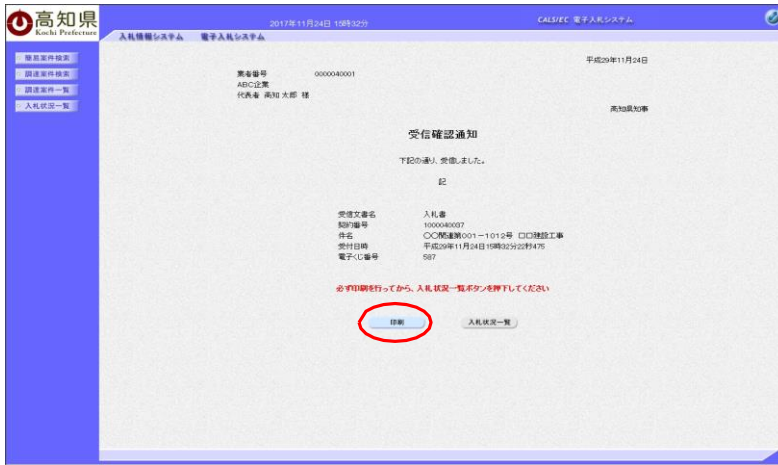 高知県
Kochi Prefecture
2017年11月24日 15時32分
CALS/EC 電子入札システム
入札情報システム 電子入札システム
簡易案件検索
調達案件検索
調達案件一覧
入札状況一覧
平成29年11月24日
業者番号 0000040001
ABC企業
代表者 高知 太郎 様
高知県知事
受信確認通知
下記の通り、受信しました。
記
受信文書名 入札書
契約番号 1000040037
件名 〇〇関連第001-1012号 口口建設工事
受付日時 平成29年11月24日15時32分22秒475
電子くじ番号 587
必ず印刷を行ってから、入札状況一覧ボタンを押下してください
印刷
入札状況一覧